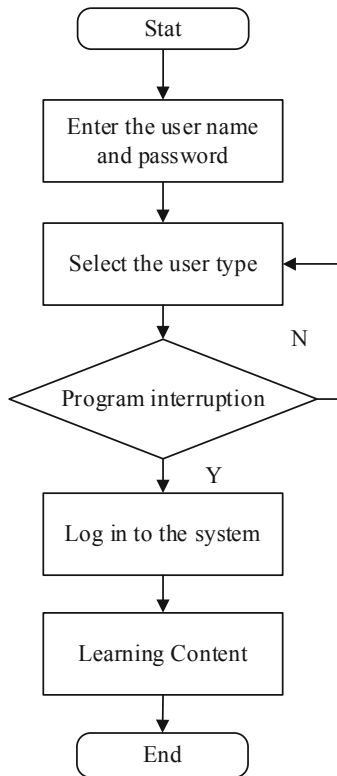 Stat
Enter the user name
and password
Select the user type
N
Program interruption
Y
Log in to the system
Learning Content
End